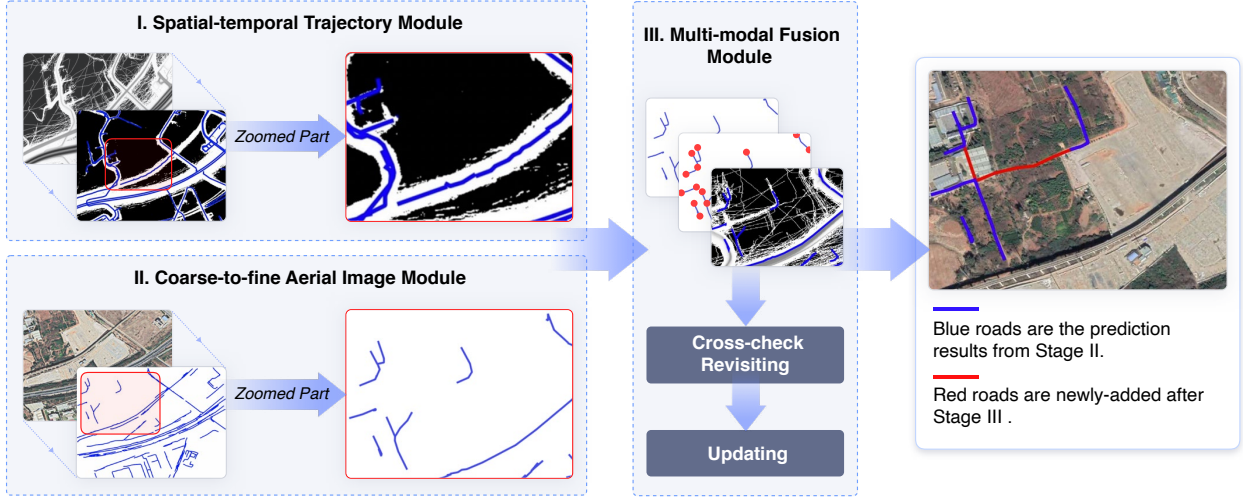 I. Spatial-temporal Trajectory Module
Zoomed Part
II. Coarse-to-fine Aerial Image Module
Zoomed Part
III. Multi-modal Fusion
Module
Cross-check
Revisiting
Updating
Blue roads are the prediction
results from Stage II.
Red roads are newly-added after
Stage III .